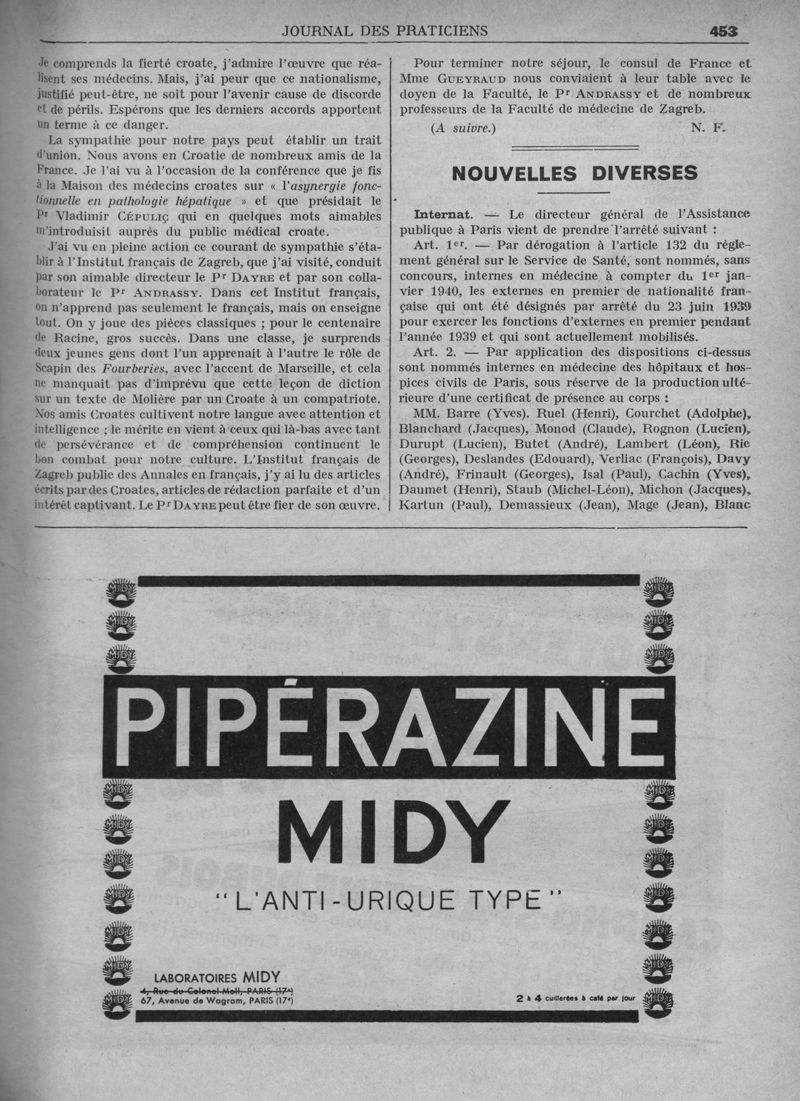 JOURNAL DES PRATICIENS 453
Je comprends la fierté croate, j'admire l'œuvre que réa-
lisent ses médecins. Mais, j'ai peur que ce nationalisme,
justifié peut-être, ne soit pour l'avenir cause de discorde
et de périls. Espérons que les derniers accords apportent
un terme à ce danger.
La sympathie pour notre pays peut établir un trait
d'union. Nous avons en Croatie de nombreux amis de la
France. Je l'ai vu à l'occasion de la conférence que je fis
à la Maison des médecins croates sur « l'asynergie fonc-
tionnelle en pathologie hépatique » et que présidait le
Pr Vladimir CÉPULIÇ qui en quelques mots aimables
m'introduisit auprès du public médical croate.
J'ai vu en pleine action ce courant de sympathie s'éta-
blir à l'Institut français de Zagreb, que j'ai visité, conduit
par son aimable directeur le Pr DAYRE et par son colla-
borateur le Pr ANDRASSY. Dans cet Institut français,
on n'apprend pas seulement le français, mais on enseigne
tout. On y joue des pièces classiques ; pour le centenaire
de Racine, gros succès. Dans une classe, je surprends
deux jeunes gens dont l'un apprenait à l'autre le rôle de
Scapin des Fourberies, avec l'accent de Marseille, et cela
ne manquait pas d'imprévu que cette leçon de diction
sur un texte de Molière par un Croate à un compatriote.
Nos amis Croates cultivent notre langue avec attention et
intelligence ; le mérite en vient à ceux qui là-bas avec tant
de persévérance et de compréhension continuent le
bon combat pour notre culture. L'Institut français de
Zagreb public des Annales en français, j'y ai lu des articles
écrits par des Croates, articles de rédaction parfaite et d'un
intérêt captivant. Le Pr DAYRE peut être fier de son œuvre.
Pour terminer notre séjour, le consul de France et
Mme GUEYRAUD nous conviaient à leur table avec le
doyen de la Faculté, le Pr ANDRASSY et de nombreux
professeurs de la Faculté de médecine de Zagreb.
(A suivre.) N. F.
NOUVELLES DIVERSES
Internat. — Le directeur général de l'Assistance
publique à Paris vient de prendre l'arrêté suivant :
Art. 1er. — Par dérogation à l'article 132 du règle-
ment général sur le Service de Santé, sont nommés, sans
concours, internes en médecine à compter du 1er jan-
vier 1940, les externes en premier de nationalité fran-
çaise qui ont été désignés par arrêté du 23 juin 1939
pour exercer les fonctions d'externes en premier pendant
l'année 1939 et qui sont actuellement mobilisés.
Art. 2. — Par application des dispositions ci-dessus
sont nommés internes en médecine des hôpitaux et hos-
pices civils de Paris, sous réserve de la production ulté-
rieure d'une certificat de présence au corps :
MM. Barre (Yves). Ruel (Henri), Courchet (Adolphe),
Blanchard (Jacques), Monod (Claude), Rognon (Lucien),
Durupt (Lucien), Butet (André), Lambert (Léon), Rie
(Georges), Deslandes (Edouard), Verliac (François), Davy
(André), Frinault (Georges), Isal (Paul), Cachin (Yves),
Daumet (Henri), Staub (Michel-Léon), Michon (Jacques),
Kartun (Paul), Demassieux (Jean), Mage (Jean), Blanc
PIPÉRAZINE
MIDY
"L'ANTI-URIQUE TYPE"
LABORATOIRES MIDY
4, Rue du Colonel-Moll, PARIS (17e)
67, Avenue de Wagram, PARIS (17e)
2 à 4 cuillerées à café par jour